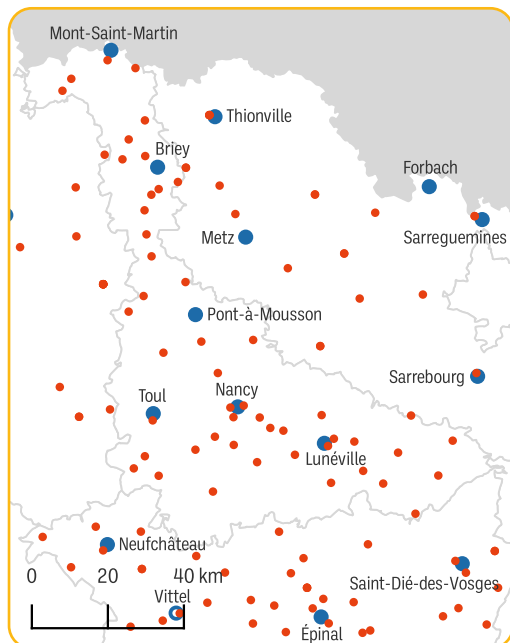 Mont-Saint-Martin
Thionville
Briey
Forbach
Metz
Sarreguemines
Pont-à-Mousson
Sarrebourg
Toul
Nancy
Lunéville
Neufchâteau
0 20 40 km
Saint-Dié-des-Vosges
Vittel
Épinal